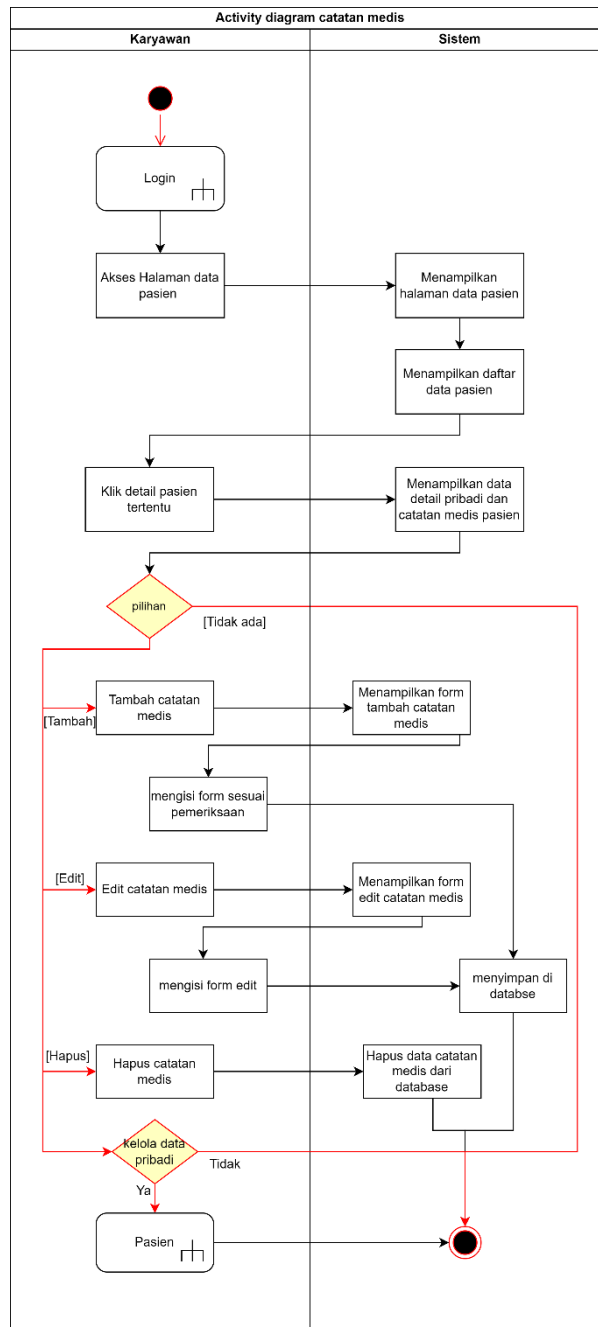 Activity diagram catatan medis
Karyawan
Sistem
Login
Akses Halaman data
pasien
Menampilkan
halaman data pasien
Menampilkan daftar
data pasien
Klik detail pasien
tertentu
Menampilkan data
detail pribadi dan
catatan medis pasien
pilihan
[Tidak ada]
[Tambah]
Tambah catatan
medis
Menampilkan form
tambah catatan
medis
mengisi form sesuai
pemeriksaan
[Edit]
Edit catatan medis
Menampilkan form
edit catatan medis
mengisi form edit
menyimpan di
databse
[Hapus]
Hapus catatan
medis
Hapus data catatan
medis dari
database
kelola data
pribadi
Tidak
Ya
Pasien